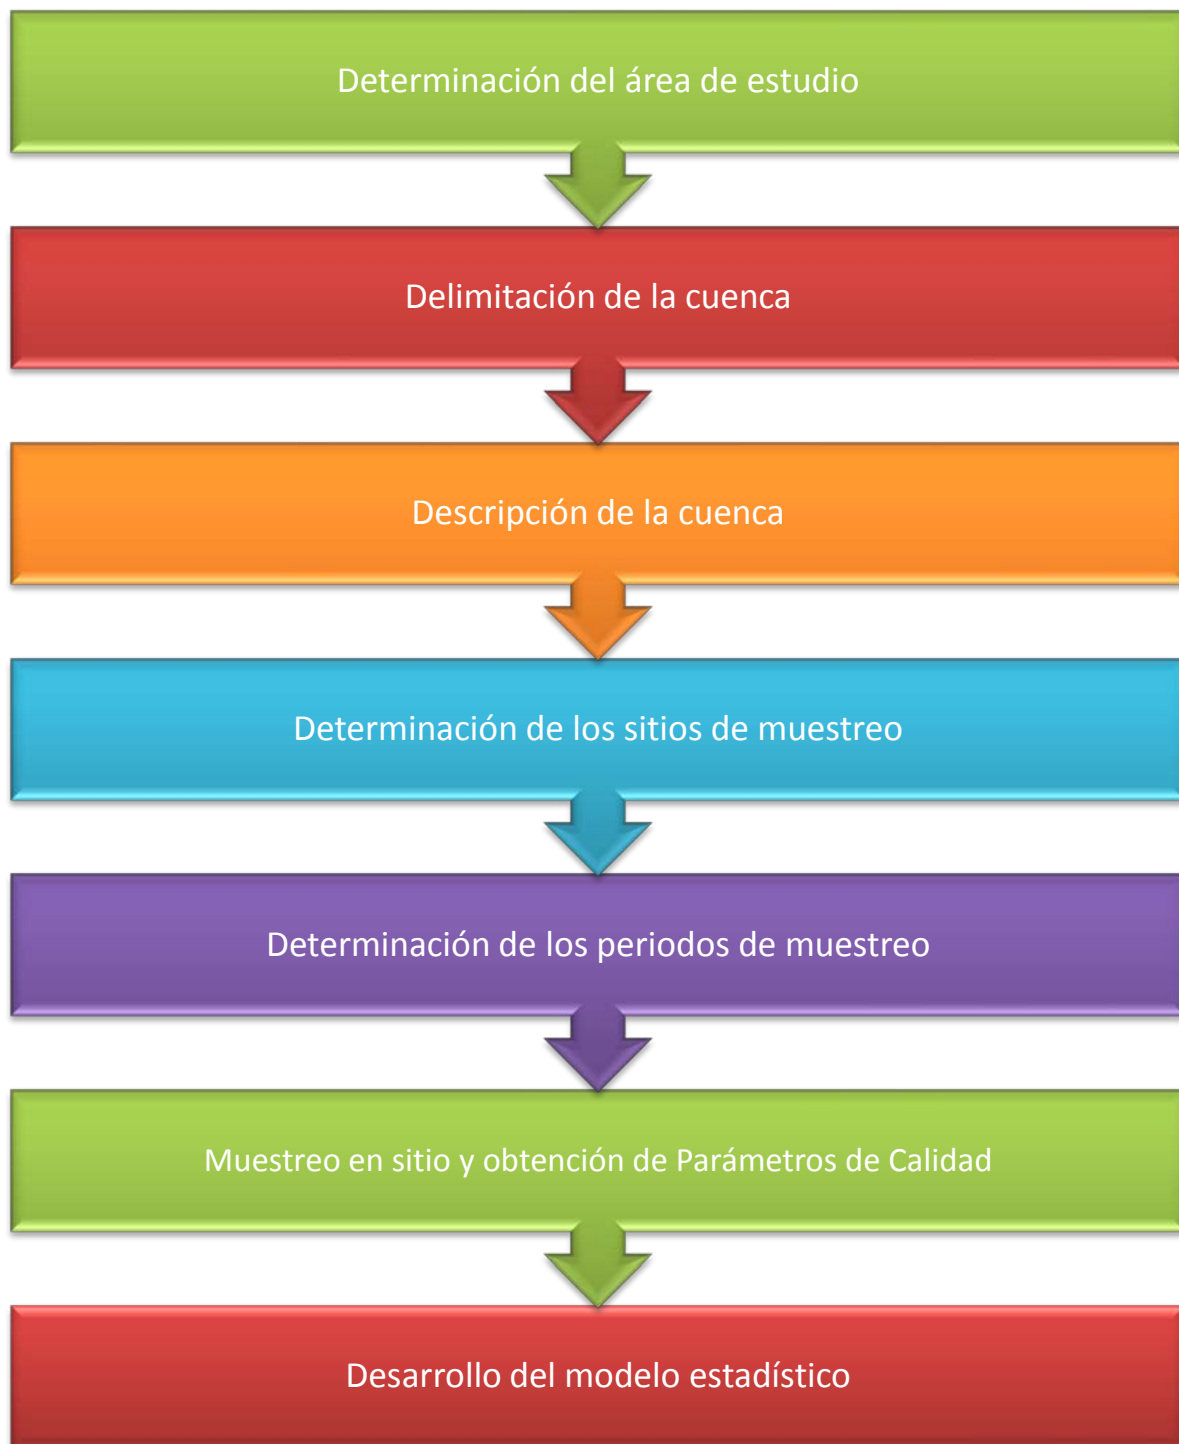 Determinación del área de estudio
Delimitación de la cuenca
Descripción de la cuenca
Determinación de los sitios de muestreo
Determinación de los periodos de muestreo
Muestreo en sitio y obtención de Parámetros de Calidad
Desarrollo del modelo estadístico